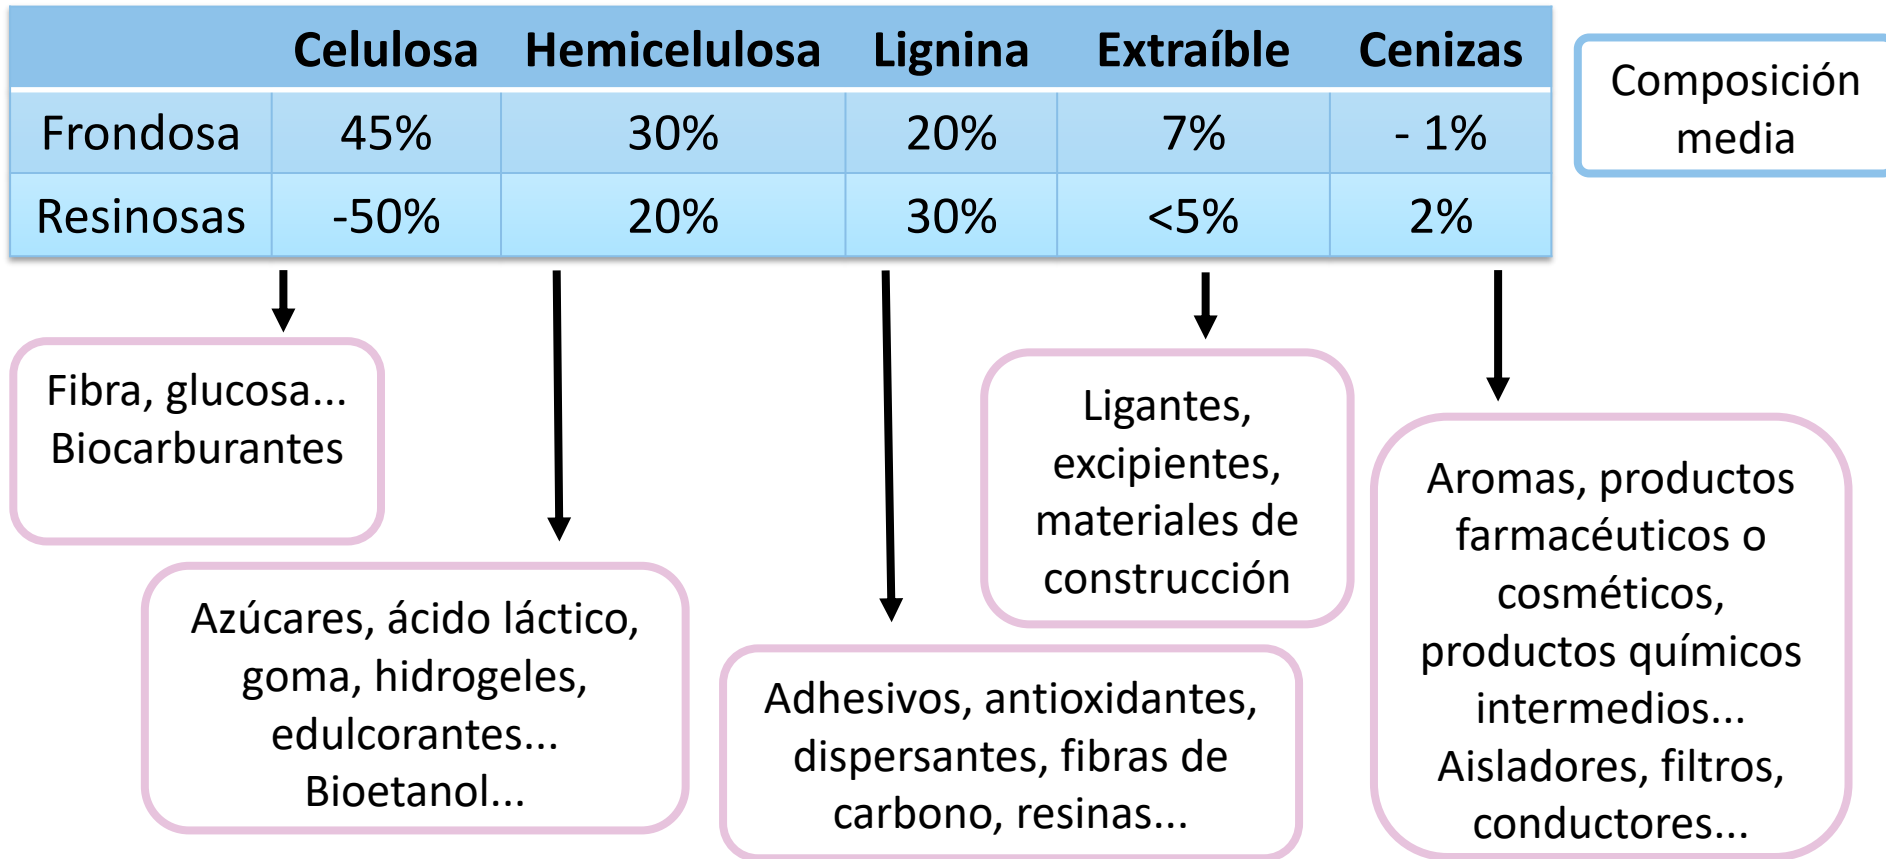 Celulosa Hemicelulosa Lignina Extraíble Cenizas
Frondosa 45% 30% 20% 7% - 1%
Resinosas -50% 20% 30% <5% 2%
Composición
media
Fibra, glucosa...
Biocarburantes
Azúcares, ácido láctico,
goma, hidrogeles,
edulcorantes...
Bioetanol...
Adhesivos, antioxidantes,
dispersantes, fibras de
carbono, resinas...
Ligantes,
excipientes,
materiales de
construcción
Aromas, productos
farmacéuticos o
cosméticos,
productos químicos
intermedios...
Aisladores, filtros,
conductores...